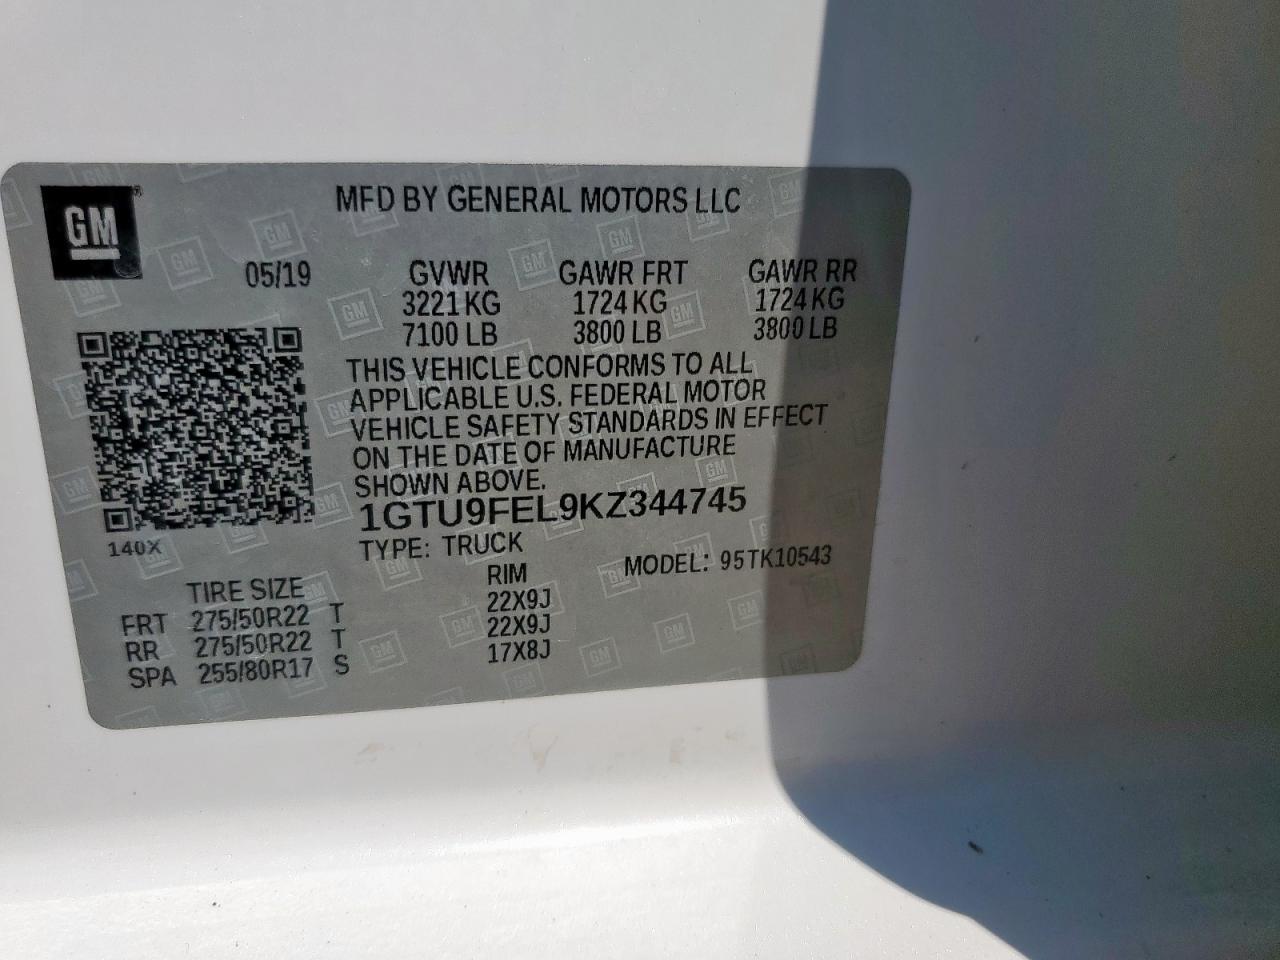 GM
MFD BY GENERAL MOTORS LLC
05/19 GVWR GAWR FRT GAWR RR
3221 KG 1724 KG 1724 KG
7100 LB 3800 LB 3800 LB
THIS VEHICLE CONFORMS TO ALL
APPLICABLE U.S. FEDERAL MOTOR
VEHICLE SAFETY STANDARDS IN EFFECT
ON THE DATE OF MANUFACTURE
SHOWN ABOVE.
1GTU9FEL9KZ344745
140X
TYPE: TRUCK MODEL: 95TK10543
TIRE SIZE RIM
FRT 275/50R22 T 22X9J
RR 275/50R22 T 22X9J
SPA 255/80R17 S 17X8J